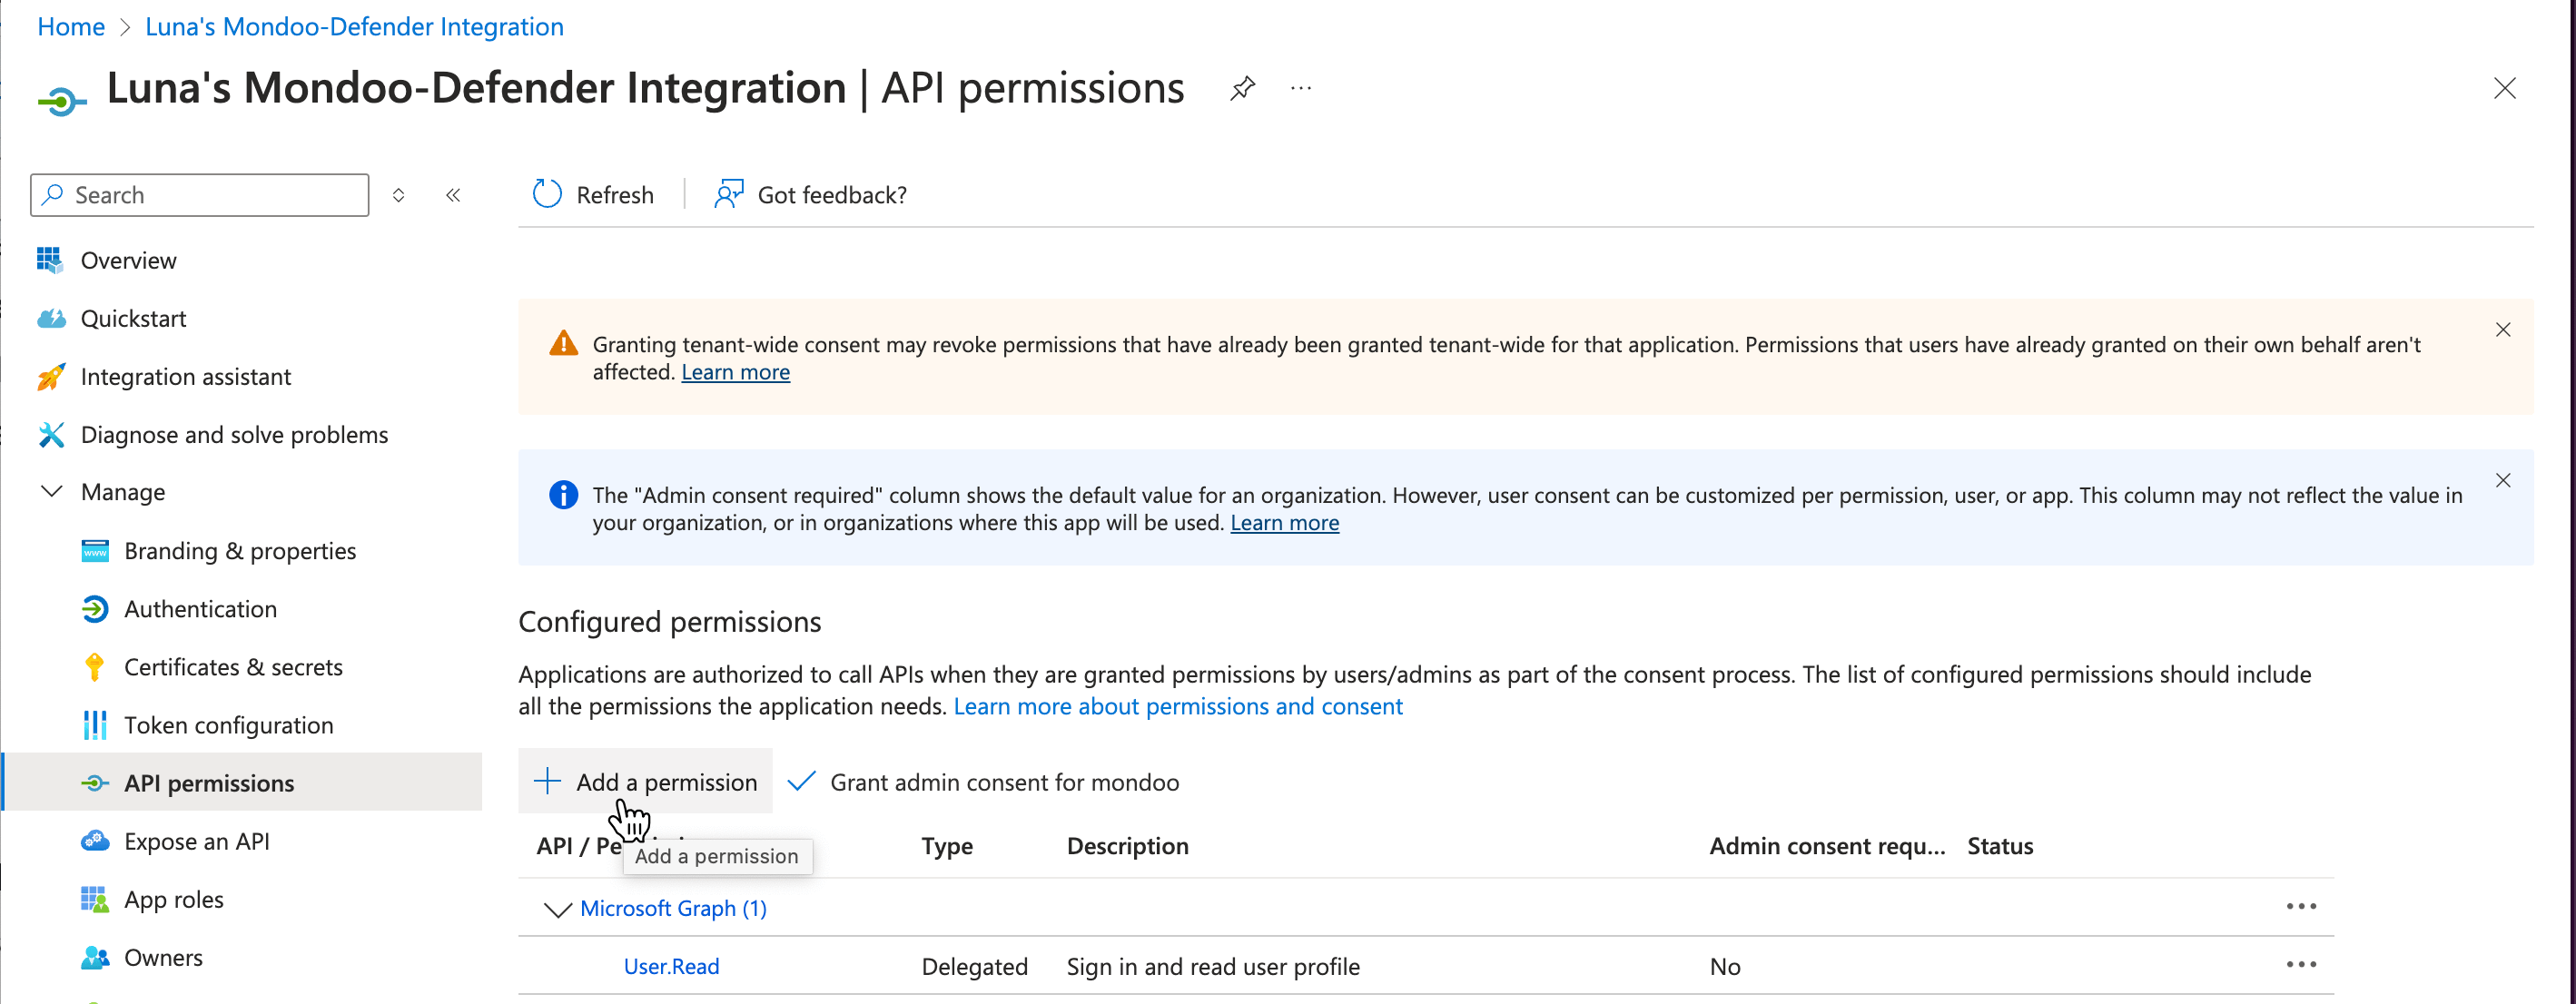 Home > Luna's Mondoo-Defender Integration
Luna's Mondoo-Defender Integration | API permissions
Search
Refresh
Got feedback?
Overview
Quickstart
Integration assistant
Diagnose and solve problems
Manage
Branding & properties
Authentication
Certificates & secrets
Token configuration
API permissions
Expose an API
App roles
Owners
Granting tenant-wide consent may revoke permissions that have already been granted tenant-wide for that application. Permissions that users have already granted on their own behalf aren't
affected. Learn more
The "Admin consent required" column shows the default value for an organization. However, user consent can be customized per permission, user, or app. This column may not reflect the value in
your organization, or in organizations where this app will be used. Learn more
Configured permissions
Applications are authorized to call APIs when they are granted permissions by users/admins as part of the consent process. The list of configured permissions should include
all the permissions the application needs. Learn more about permissions and consent
Add a permission
Grant admin consent for mondoo
API / Type Description Admin consent requ... Status
Add a permission
Microsoft Graph (1)
User.Read Delegated Sign in and read user profile No